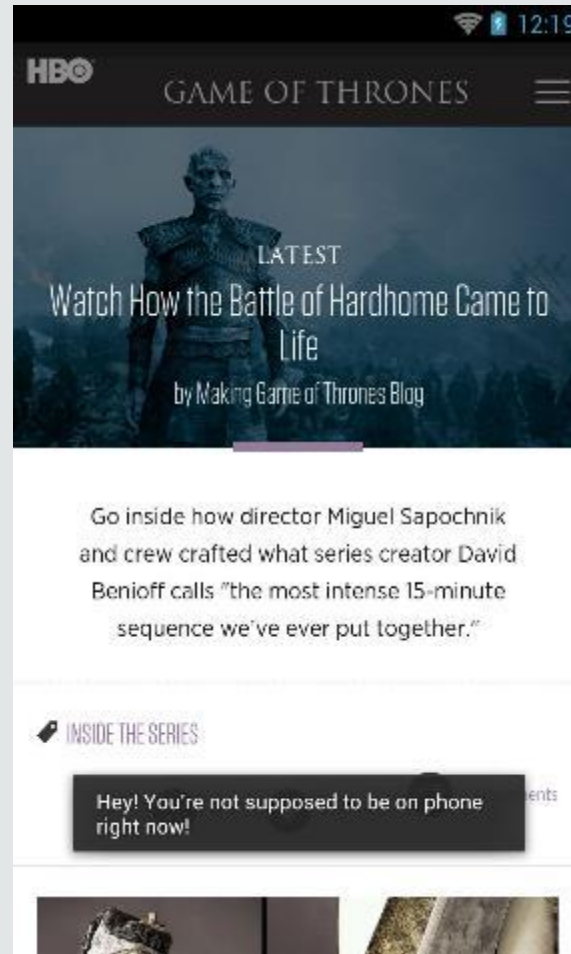 12:19
HBO
GAME OF THRONES
LATEST
Watch How the Battle of Hardhome Came to
Life
by Making Game of Thrones Blog
Go inside how director Miguel Sapochnik
and crew crafted what series creator David
Benioff calls "the most intense 15-minute
sequence we've ever put together."
INSIDE THE SERIES
ents
Hey! You're not supposed to be on phone
right now!